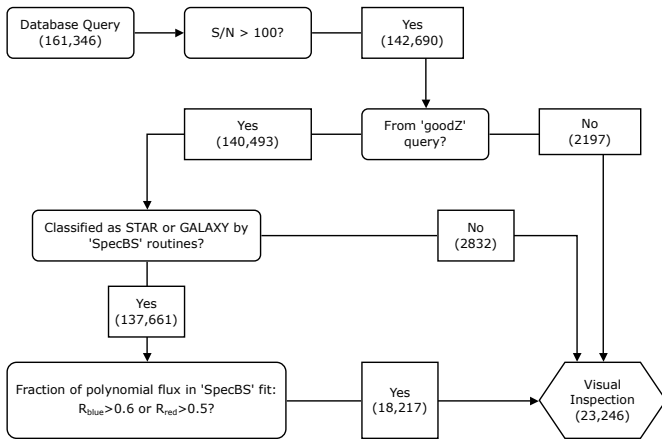 Database Query
(161,346)
S/N > 100?
Yes
(142,690)
Yes
(140,493)
From 'goodZ'
query?
No
(2197)
Classified as STAR or GALAXY by
'SpecBS' routines?
No
(2832)
Yes
(137,661)
Fraction of polynomial flux in 'SpecBS' fit:
Rblue>0.6 or Rred>0.5?
Yes
(18,217)
Visual
Inspection
(23,246)